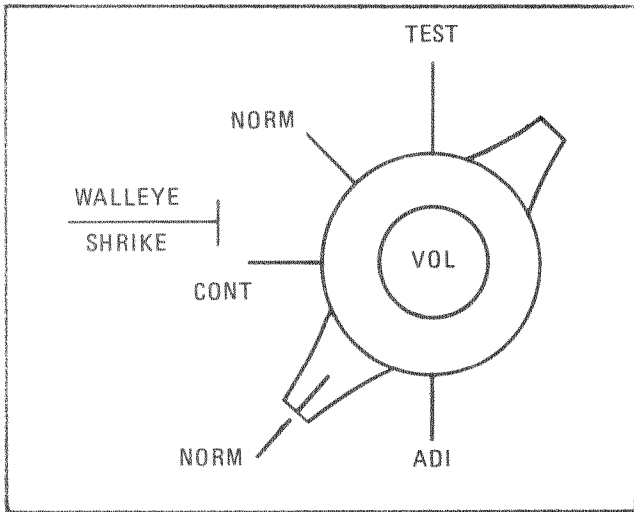 TEST
NORM
WALLEYE
SHRIKE
VOL
CONT
NORM
ADI